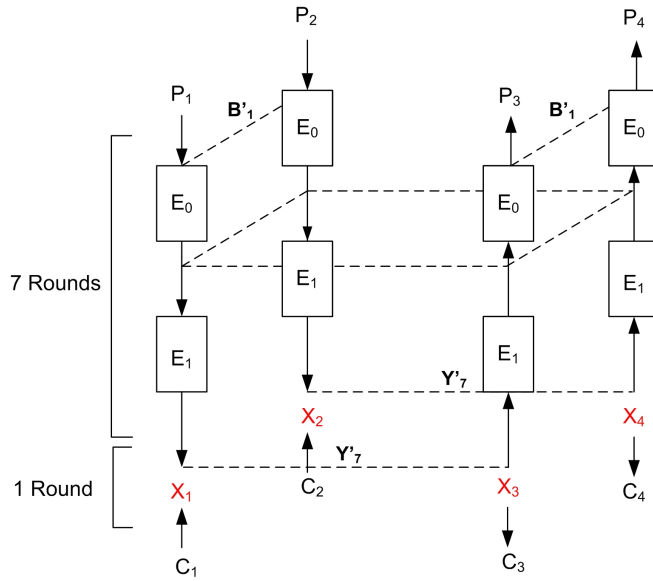 P₂
P₄
P₁
B'₁
P₃
B'₁
E₀
E₀
E₀
E₀
7 Rounds
E₁
E₁
E₁
E₁
Y'₇
X₂
X₄
Y'₇
1 Round
X₁
C₂
X₃
C₄
C₁
C₃